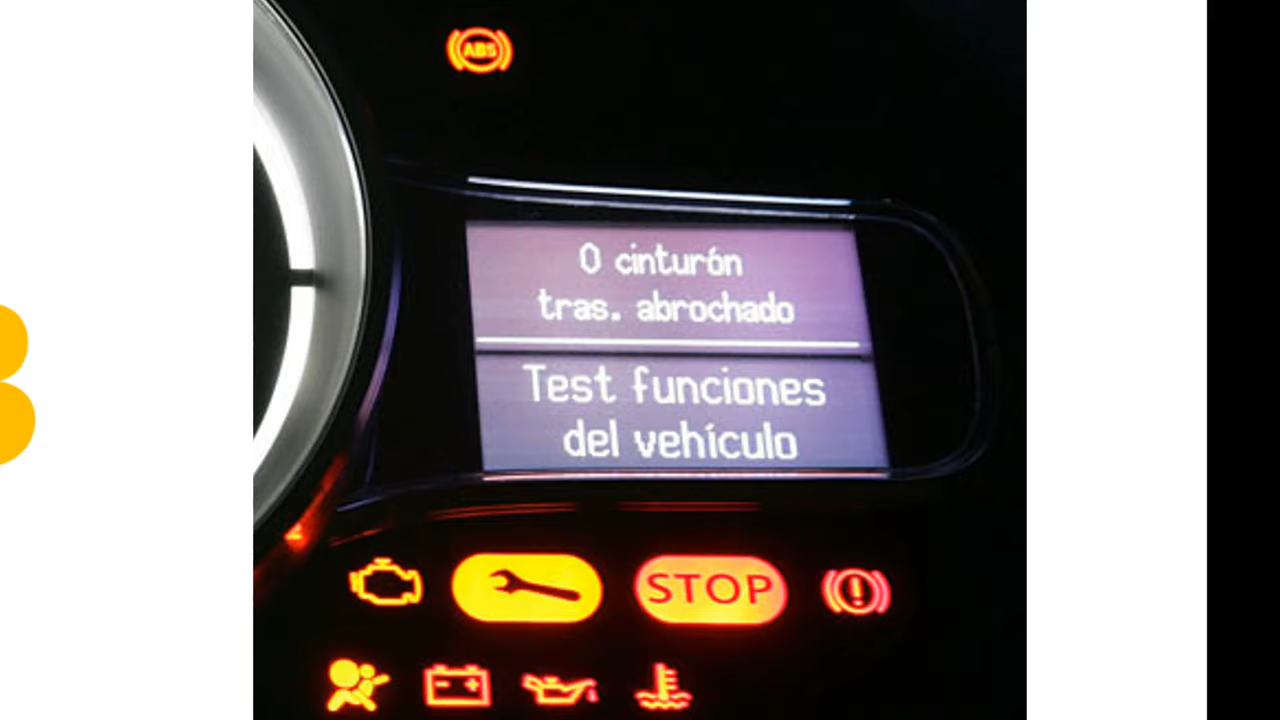 ABS
0 cinturón
tras. abrochado
Test funciones
del vehículo
STOP